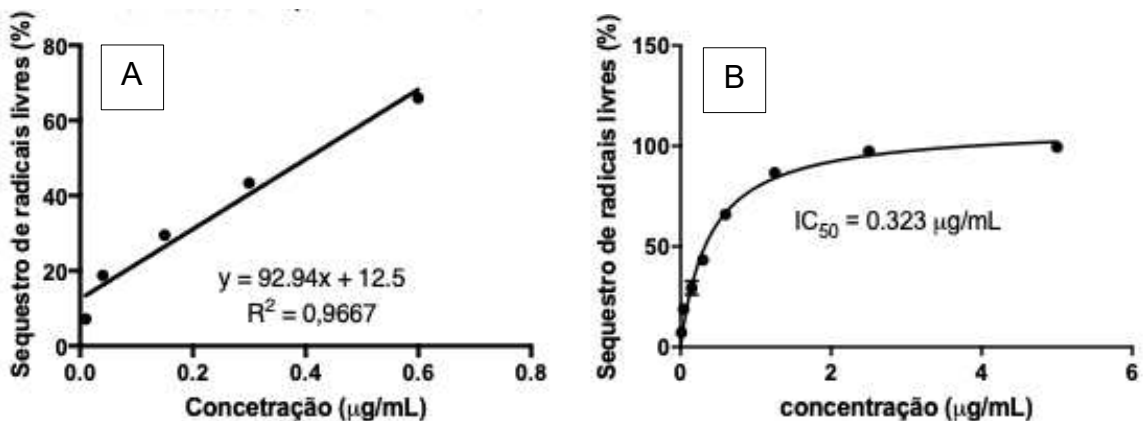 Sequestro de radicais livres (%)
80
60
40
20
0
A
y = 92.94x + 12.5
R² = 0,9667
0.0 0.2 0.4 0.6 0.8
Concetração (μg/mL)
Sequestro de radicais livres (%)
150
100
50
0
B
IC₅₀ = 0.323 μg/mL
0 2 4 6
concentração (μg/mL)